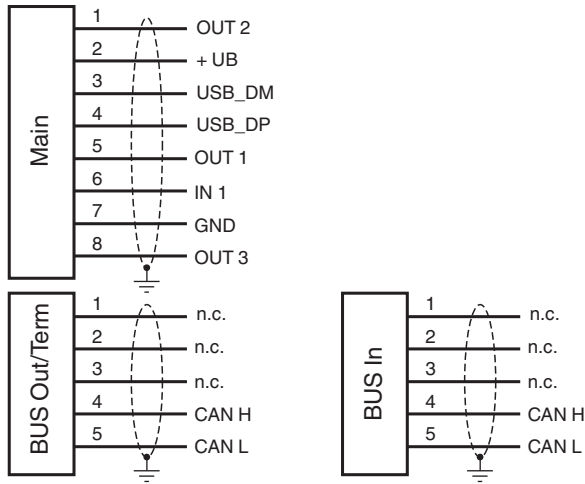 Main
1 OUT 2
2 + UB
3 USB_DM
4 USB_DP
5 OUT 1
6 IN 1
7 GND
8 OUT 3
BUS Out/Term
1 n.c.
2 n.c.
3 n.c.
4 CAN H
5 CAN L
BUS In
1 n.c.
2 n.c.
3 n.c.
4 CAN H
5 CAN L